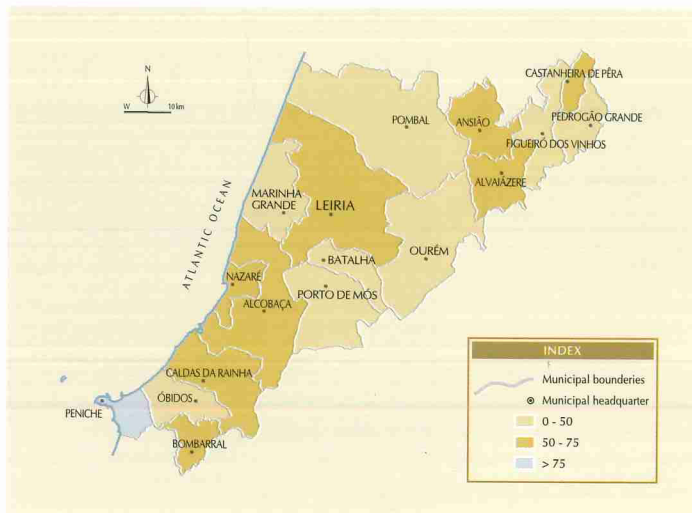 N
W
10 km
ATLANTIC OCEAN
CASTANHEIRA DE PÊRA
POMBAL
ANSIÃO
PEDROGÃO GRANDE
FIGUEIRÓ DOS VINHOS
ALVAIÁZERE
MARINHA
GRANDE
LEIRIA
BATALHA
OURÉM
NAZARÉ
PORTO DE MÓS
ALCOBAÇA
CALDAS DA RAINHA
ÓBIDOS
PENICHE
BOMBARRAL
INDEX
Municipal bounderies
Municipal headquarter
0 - 50
50 - 75
> 75